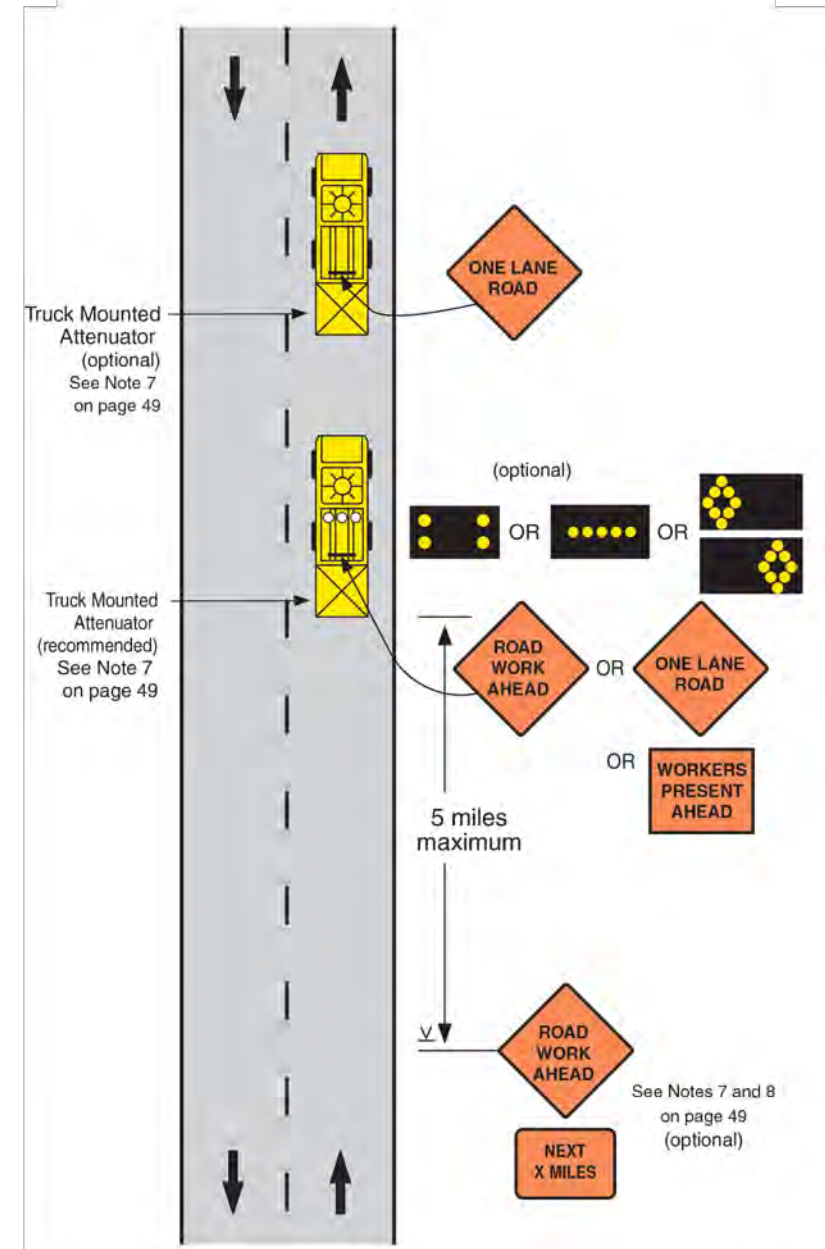 ONE LANE
ROAD
Truck Mounted
Attenuator
(optional)
See Note 7
on page 49
(optional)
OR
OR
Truck Mounted
Attenuator
(recommended)
See Note 7
on page 49
ROAD
WORK
AHEAD
OR
ONE LANE
ROAD
OR
WORKERS
PRESENT
AHEAD
5 miles
maximum
ROAD
WORK
AHEAD
See Notes 7 and 8
on page 49
(optional)
NEXT
X MILES